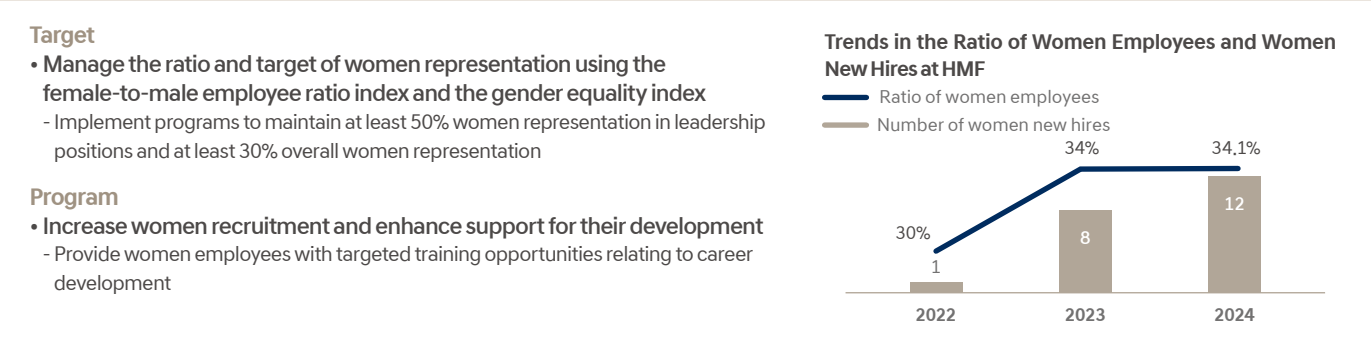 Target
• Manage the ratio and target of women representation using the
female-to-male employee ratio index and the gender equality index
- Implement programs to maintain at least 50% women representation in leadership
positions and at least 30% overall women representation
Program
• Increase women recruitment and enhance support for their development
- Provide women employees with targeted training opportunities relating to career
development
Trends in the Ratio of Women Employees and Women
New Hires at HMF
Ratio of women employees
Number of women new hires
34%
34.1%
30%
12
8
1
2022
2023
2024